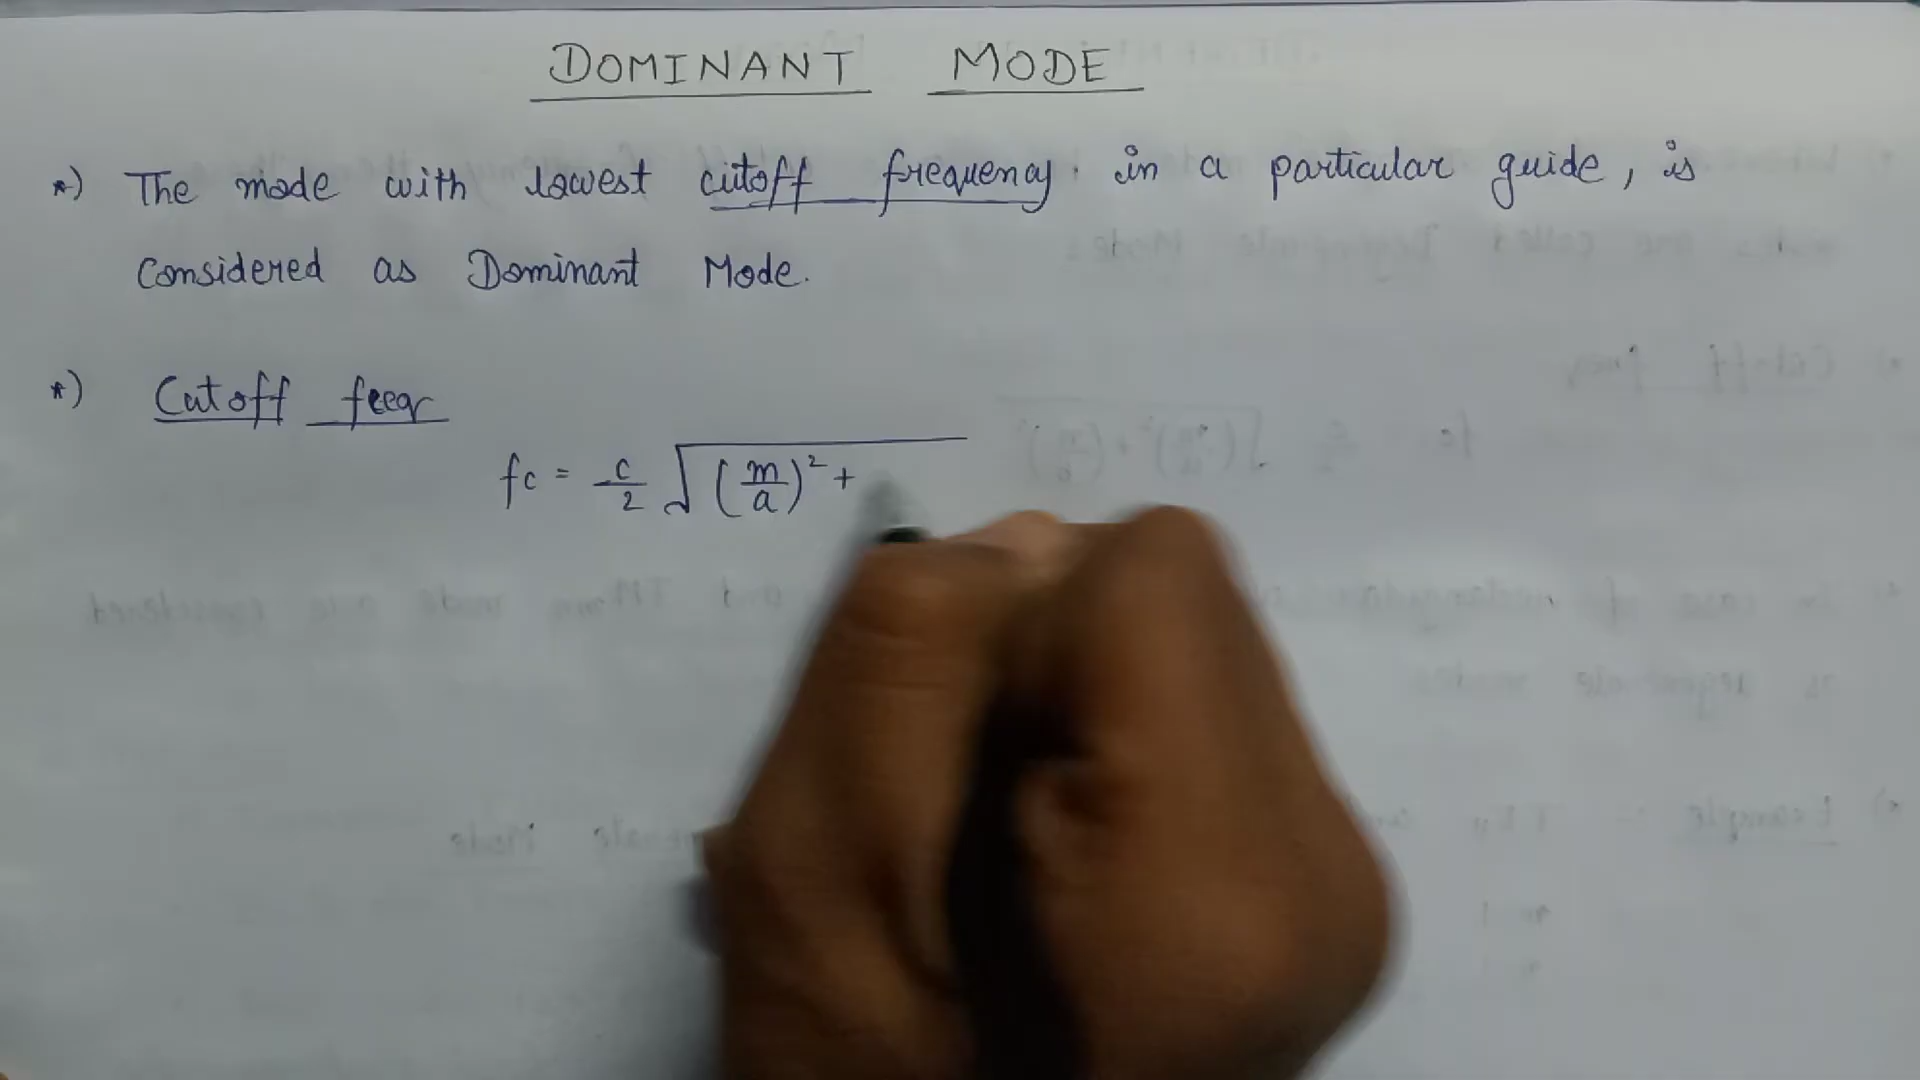 DOMINANT MODE
*) The mode with lowest cutoff frequency. in a particular guide, is
Considered as Dominant Mode.
*) Cutoff freq
fc = c/2 √(m/a)² +